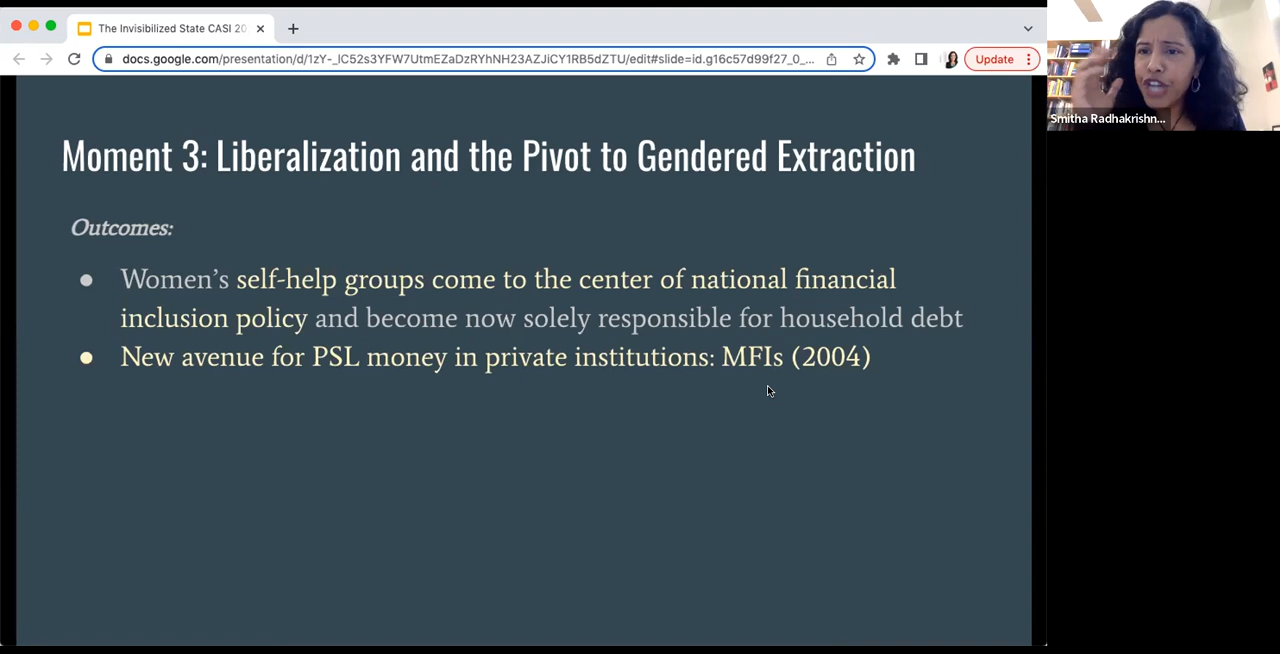 The Invisibilized State CASI 20
docs.google.com/presentation/d/1zY-_lC52s3YFW7UtmEZaDzRYhNH23AZJiCY1RB5dZTU/edit#slide=id.g16c57d99f27_0_...
Update
Smitha Radhakrishn...
Moment 3: Liberalization and the Pivot to Gendered Extraction
Outcomes:
● Women's self-help groups come to the center of national financial
inclusion policy and become now solely responsible for household debt
● New avenue for PSL money in private institutions: MFIs (2004)